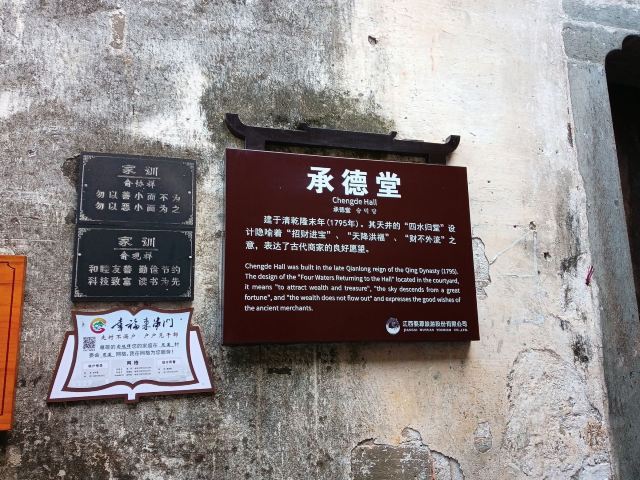 家训
俞协祥
勿以善小而不为
勿以恶小而为之
家训
俞观祥
和睦友善 勤俭节约
科技致富 读书为先
幸福来串门
承德堂
Chengde Hall
建于清乾隆末年(1795年)。其天井的“四水归堂”设
计隐喻着“招财进宝”、“天降洪福”、“财不外流”之
意，表达了古代商家的良好愿望。
Chengde Hall was built in the late Qianlong reign of the Qing Dynasty (1795).
The design of the "Four Waters Returning to the Hall" located in the courtyard,
it means "to attract wealth and treasure", "the sky descends from a great
fortune", and "the wealth does not flow out" and expresses the good wishes of
the ancient merchants.
江西婺源旅游股份有限公司
JIANGXI WUYUAN TOURISM CO.,LTD.